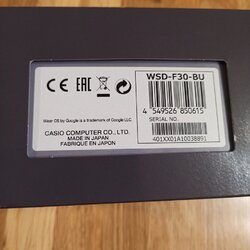 CE EAC
WSD-F30-BU
4 549526 850615
Wear OS by Google is a trademark of Google LLC.
CASIO COMPUTER CO., LTD.
MADE IN JAPAN
FABRIQUÉ EN JAPON
SERIAL NO.
401XX01A10038891